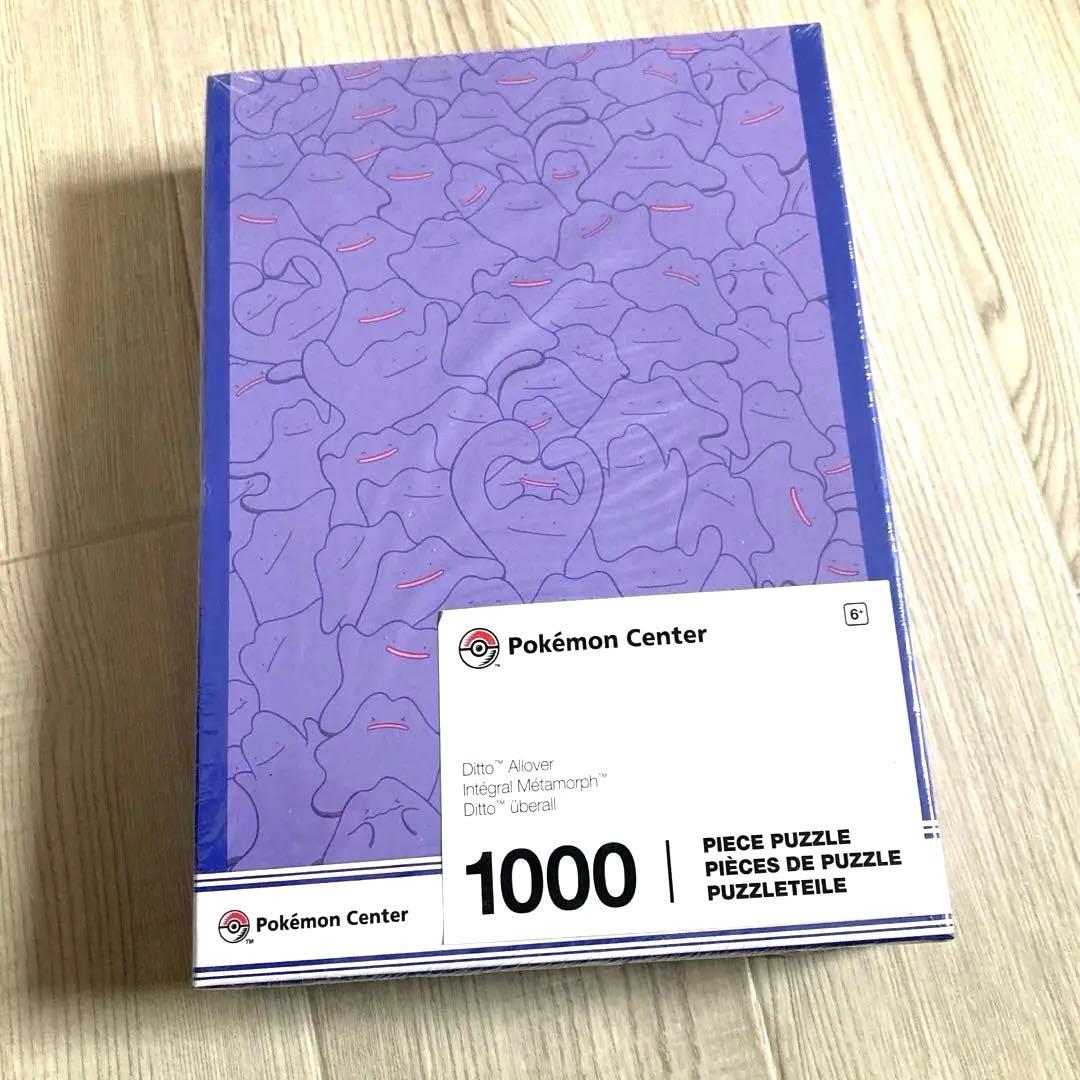 Pokémon Center
6+
Ditto™ Allover
Intégral Métamorph™
Ditto™ überall
1000
PIECE PUZZLE
PIÈCES DE PUZZLE
PUZZLETEILE
Pokémon Center